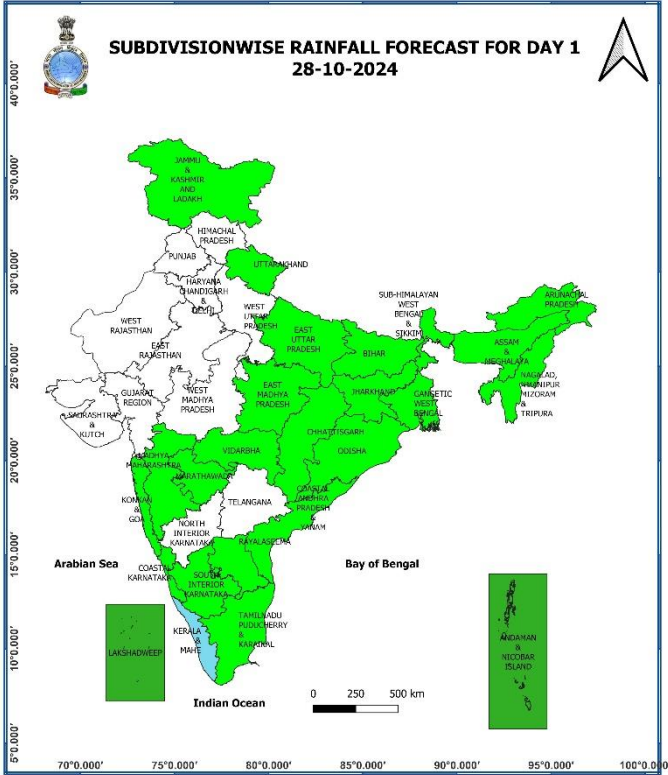 SUBDIVISIONWISE RAINFALL FORECAST FOR DAY 1
28-10-2024
40°0.000'
35°0.000'
30°0.000'
25°0.000'
20°0.000'
15°0.000'
10°0.000'
5°0.000'
JAMMU
&
KASHMIR
AND
LADAKH
HIMACHAL
PRADESH
PUNJAB
UTTARAKHAND
HARYANA
CHANDIGARH
&
DELHI
WEST
UTTAR
PRADESH
SUB-HIMALAYAN
WEST
BENGAL
&
SIKKIM
ARUNACHAL
PRADESH
WEST
RAJASTHAN
EAST
RAJASTHAN
EAST
UTTAR
PRADESH
BIHAR
ASSAM
&
MEGHALAYA
NAGALAD,
MANIPUR
MIZORAM
&
TRIPURA
GUJARAT
REGION
WEST
MADHYA
PRADESH
EAST
MADHYA
PRADESH
JHARKHAND
GANGETIC
WEST
BENGAL
SAURASHTRA
&
KUTCH
CHHATTISGARH
ODISHA
VIDARBHA
MADHYA
MAHARASHTRA
MARATHAWADA
KONKAN
&
GOA
TELANGANA
COASTAL
ANDHRA
PRADESH
&
YANAM
NORTH
INTERIOR
KARNATAKA
RAYALASEEMA
Arabian Sea
Bay of Bengal
COASTAL
KARNATAKA
SOUTH
INTERIOR
KARNATAKA
TAMILNADU
PUDUCHERRY
&
KARAIKAL
KERALA
&
MAHE
LAKSHADWEEP
ANDAMAN
&
NICOBAR
ISLAND
Indian Ocean
0 250 500 km
70°0.000' 75°0.000' 80°0.000' 85°0.000' 90°0.000' 95°0.000' 100°0.000